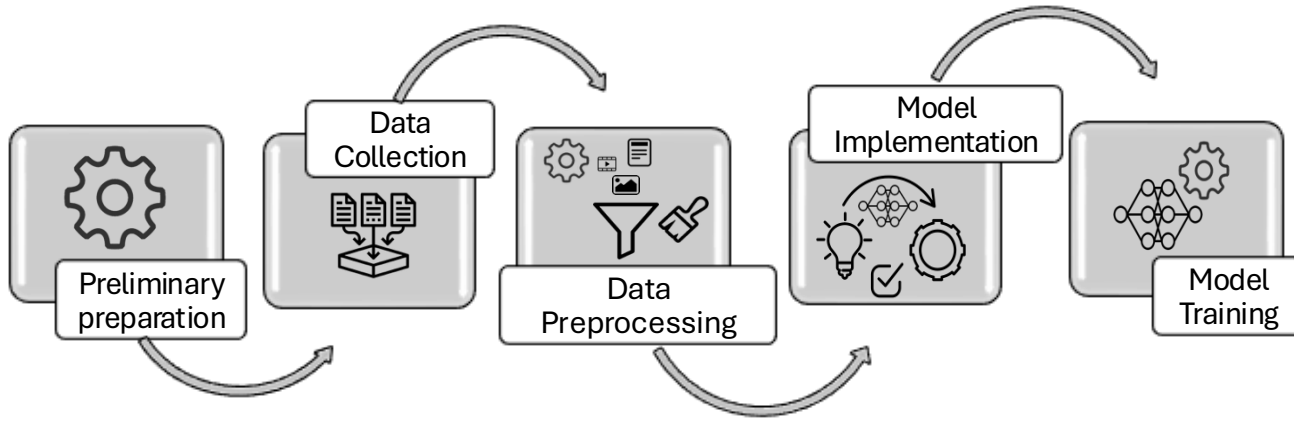 Preliminary
preparation
Data
Collection
Data
Preprocessing
Model
Implementation
Model
Training